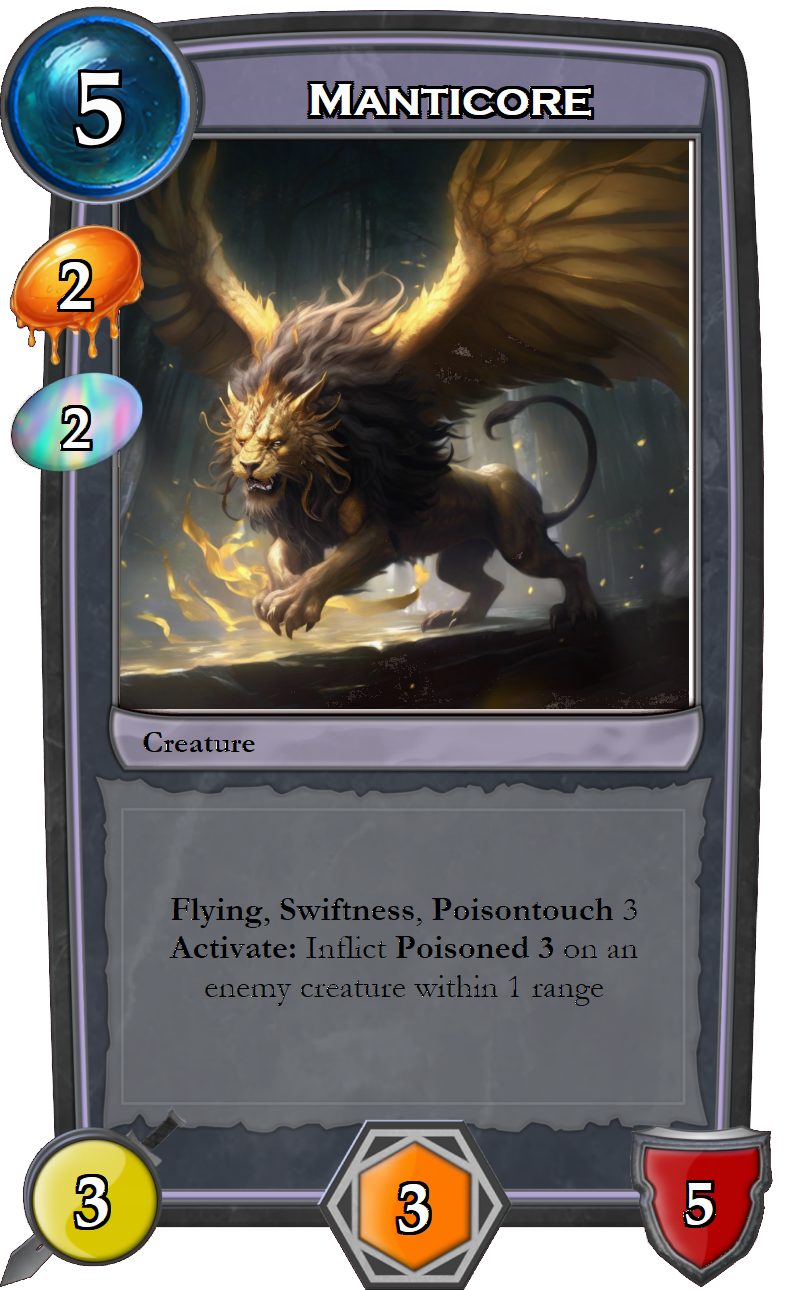 5
MANTICORE
2
2
Creature
Flying, Swiftness, Poisontouch 3
Activate: Inflict Poisoned 3 on an
enemy creature within 1 range
3
3
5